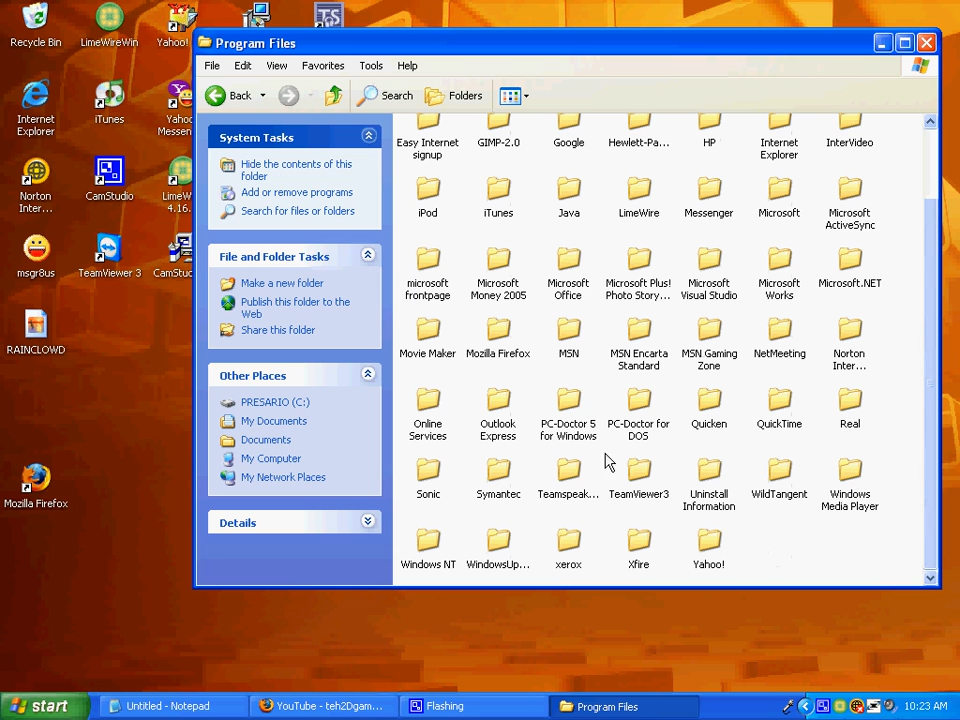 Recycle Bin
LimeWireWin
Yahoo!
TS
Internet
Explorer
iTunes
Yahoo
Messen
Norton
Inter...
CamStudio
LimeW
4.16.
msgr8us
TeamViewer 3
CamStuc
RAINCLOWD
Mozilla Firefox
Program Files
File Edit View Favorites Tools Help
Back Search Folders
System Tasks
Hide the contents of this
folder
Add or remove programs
Search for files or folders
File and Folder Tasks
Make a new folder
Publish this folder to the
Web
Share this folder
Other Places
PRESARIO (C:)
My Documents
Documents
My Computer
My Network Places
Details
Easy Internet
signup
GIMP-2.0
Google
Hewlett-Pa...
HP
Internet
Explorer
InterVideo
iPod
iTunes
Java
LimeWire
Messenger
Microsoft
Microsoft
ActiveSync
microsoft
frontpage
Microsoft
Money 2005
Microsoft
Office
Microsoft Plus!
Photo Story...
Microsoft
Visual Studio
Microsoft
Works
Microsoft.NET
Movie Maker
Mozilla Firefox
MSN
MSN Encarta
Standard
MSN Gaming
Zone
NetMeeting
Norton
Inter...
Online
Services
Outlook
Express
PC-Doctor 5
for Windows
PC-Doctor for
DOS
Quicken
QuickTime
Real
Sonic
Symantec
Teamspeak...
TeamViewer3
Uninstall
Information
WildTangent
Windows
Media Player
Windows NT
WindowsUp...
xerox
Xfire
Yahoo!
start
Untitled - Notepad
YouTube - teh2Dgam...
Flashing
Program Files
10:23 AM